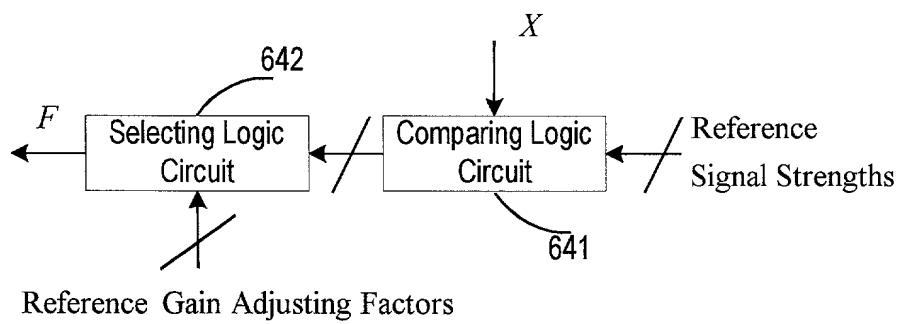 X
642
F
Selecting Logic
Circuit
Comparing Logic
Circuit
Reference
Signal Strengths
641
Reference Gain Adjusting Factors